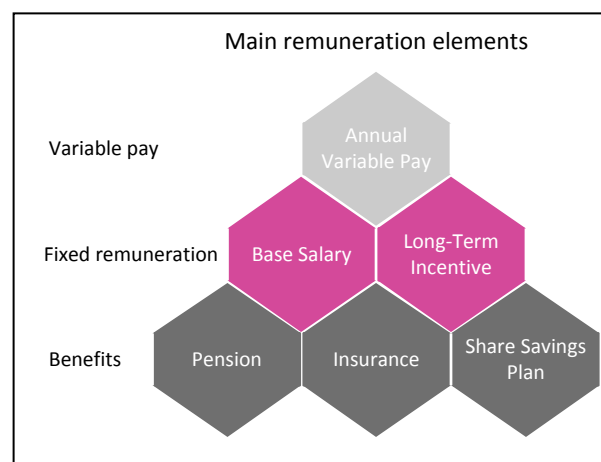 Main remuneration elements
Variable pay
Annual
Variable Pay
Fixed remuneration
Base Salary
Long-Term
Incentive
Benefits
Pension
Insurance
Share Savings
Plan